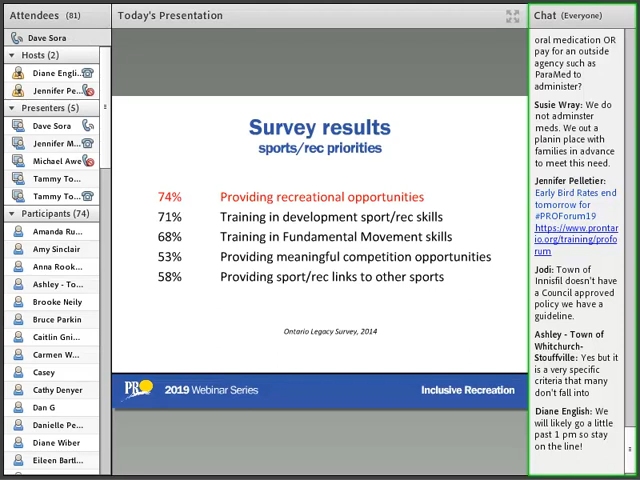 Attendees (81)
Dave Sora
Hosts (2)
Diane Engli...
Jennifer Pe...
Presenters (5)
Dave Sora
Jennifer M...
Michael Awe
Tammy To...
Tammy To...
Participants (74)
Amanda Ru...
Amy Sinclair
Anna Rook...
Ashley - To...
Brooke Neily
Bruce Parkin
Caitlin Gni...
Carmen W...
Casey
Cathy Denyer
Dan G
Danielle Pe...
Diane Wiber
Eileen Bartl...
Today's Presentation
Survey results
sports/rec priorities
74% Providing recreational opportunities
71% Training in development sport/rec skills
68% Training in Fundamental Movement skills
53% Providing meaningful competition opportunities
58% Providing sport/rec links to other sports
Ontario Legacy Survey, 2014
PRO
2019 Webinar Series
Inclusive Recreation
Chat (Everyone)
oral medication OR
pay for an outside
agency such as
ParaMed to
administer?
Susie Wray: We do
not adminster
meds. We out a
planin place with
families in advance
to meet this need.
Jennifer Pelletier:
Early Bird Rates end
tomorrow for
#PROForum19
https://www.prontar
io.org/training/profo
rum
Jodi: Town of
Innisfil doesn't have
a Council approved
policy we have a
guideline.
Ashley - Town of
Whitchurch-
Stouffville: Yes but it
is a very specific
criteria that many
don't fall into
Diane English: We
will likely go a little
past 1 pm so stay
on the line!